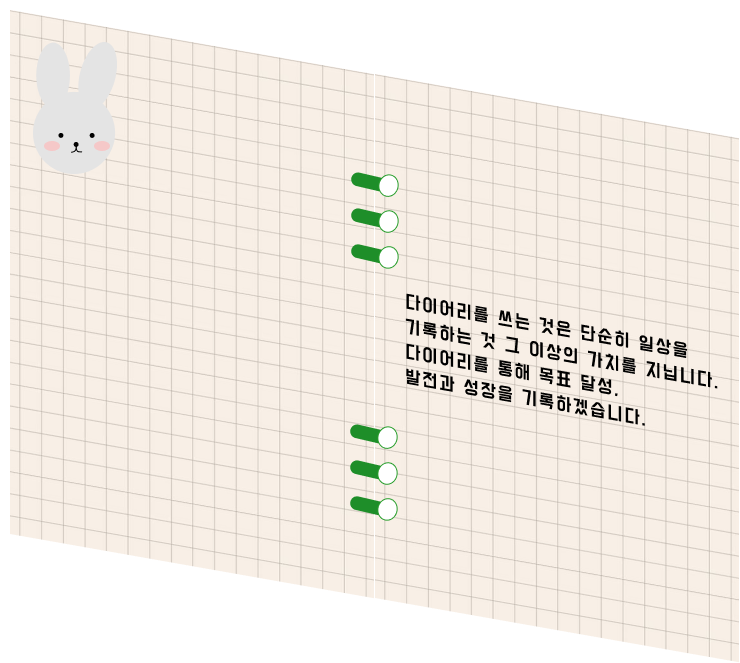 다이어리를 쓰는 것은 단순히 일상을
기록하는 것 그 이상의 가치를 지닙니다.
다이어리를 통해 목표 달성,
발전과 성장을 기록하겠습니다.